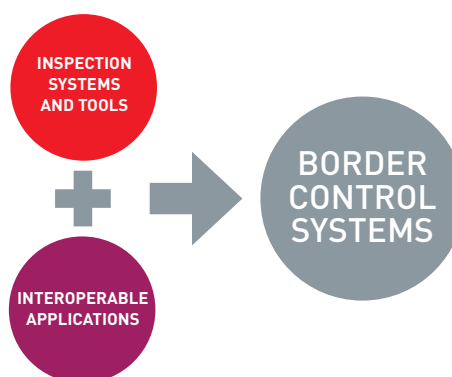 INSPECTION
SYSTEMS
AND TOOLS
BORDER
CONTROL
SYSTEMS
INTEROPERABLE
APPLICATIONS